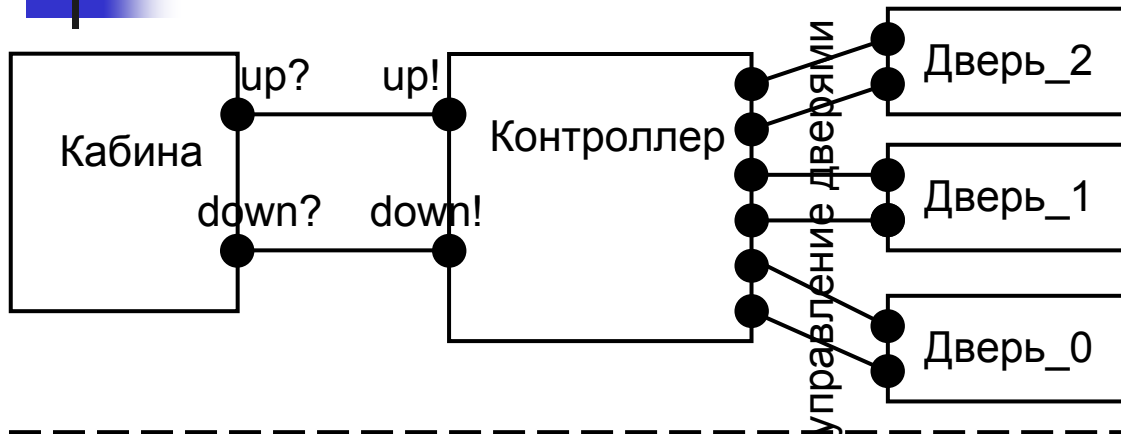 up?
up!
Кабина
Контроллер
down?
down!
управление дверями
Дверь_2
Дверь_1
Дверь_0